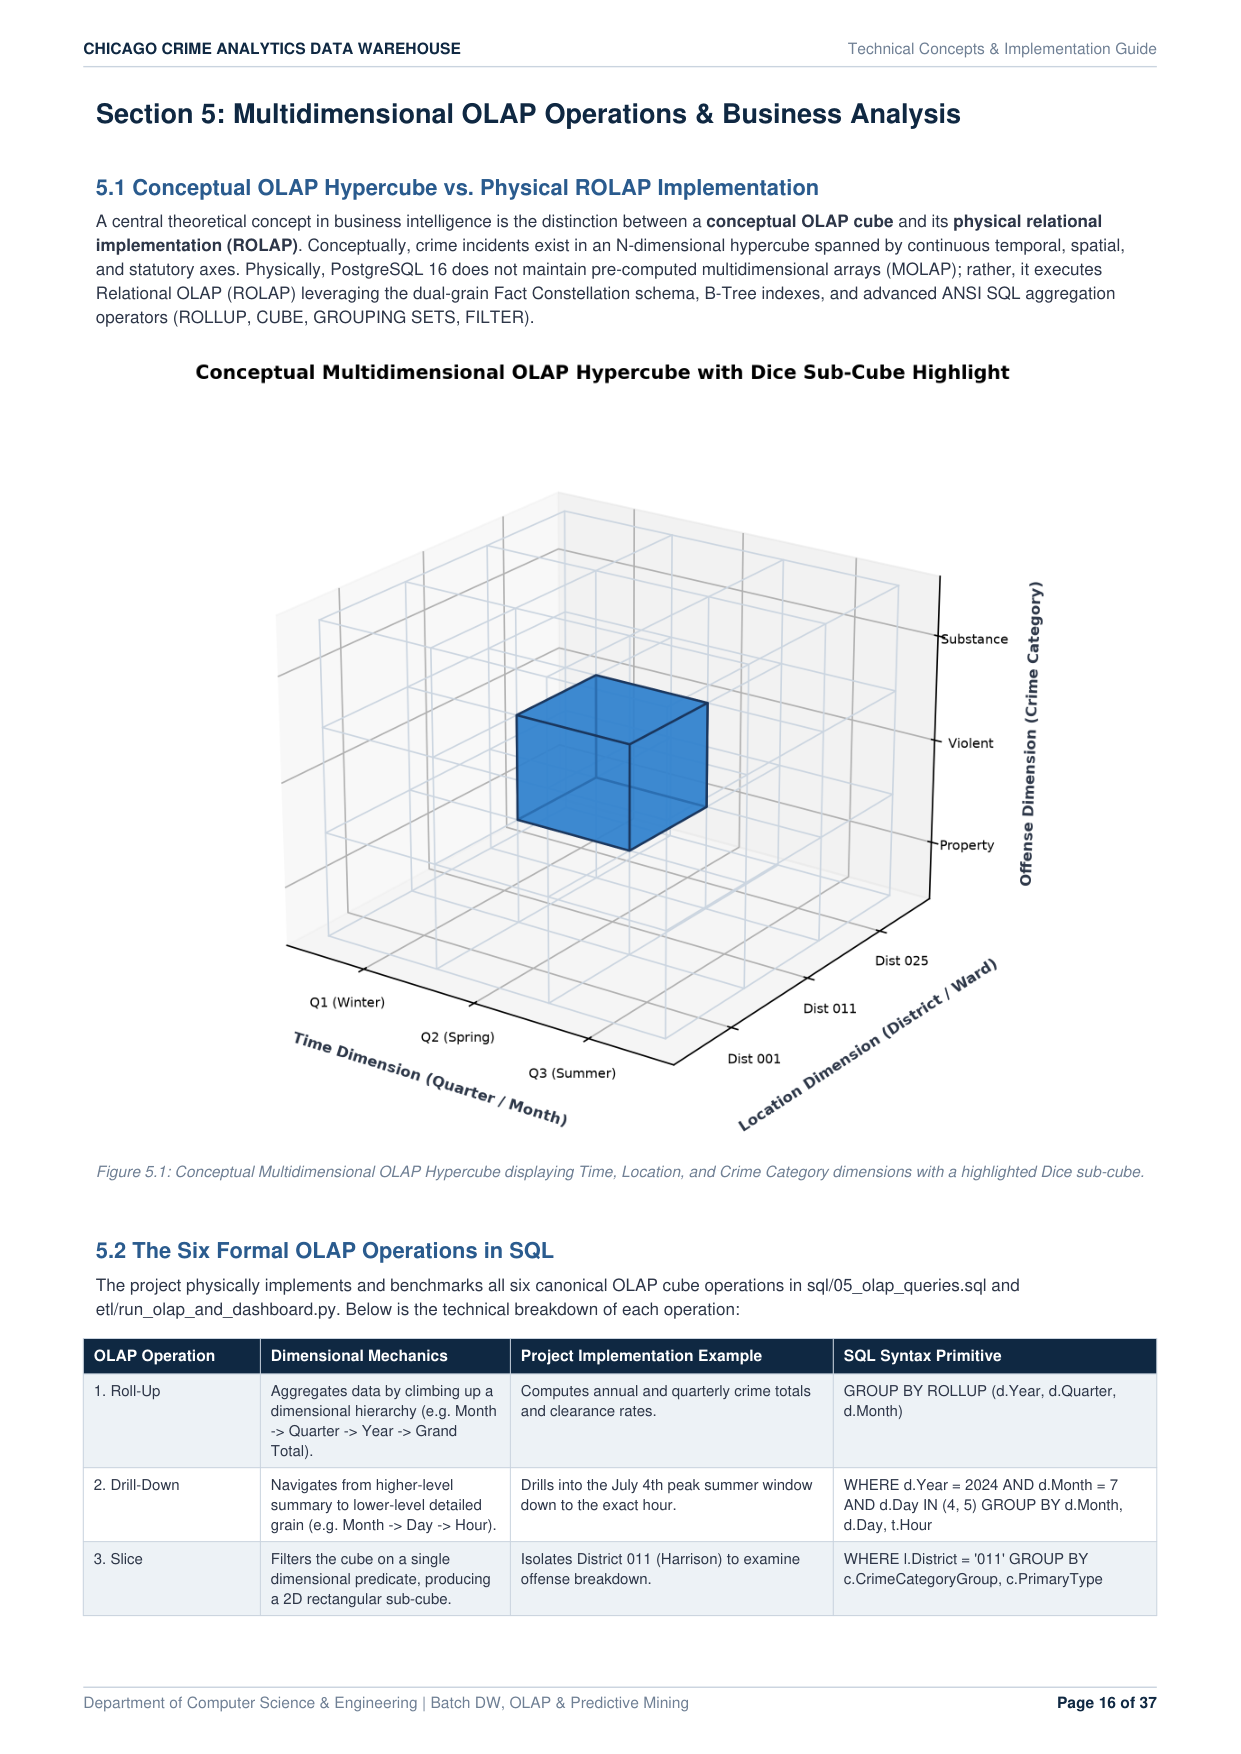 CHICAGO CRIME ANALYTICS DATA WAREHOUSE
Technical Concepts & Implementation Guide
Section 5: Multidimensional OLAP Operations & Business Analysis
5.1 Conceptual OLAP Hypercube vs. Physical ROLAP Implementation
A central theoretical concept in business intelligence is the distinction between a conceptual OLAP cube and its physical relational
implementation (ROLAP). Conceptually, crime incidents exist in an N-dimensional hypercube spanned by continuous temporal, spatial,
and statutory axes. Physically, PostgreSQL 16 does not maintain pre-computed multidimensional arrays (MOLAP); rather, it executes
Relational OLAP (ROLAP) leveraging the dual-grain Fact Constellation schema, B-Tree indexes, and advanced ANSI SQL aggregation
operators (ROLLUP, CUBE, GROUPING SETS, FILTER).
Conceptual Multidimensional OLAP Hypercube with Dice Sub-Cube Highlight
Substance
Violent
Property
Offense Dimension (Crime Category)
Dist 025
Dist 011
Dist 001
Location Dimension (District / Ward)
Q1 (Winter)
Q2 (Spring)
Q3 (Summer)
Time Dimension (Quarter / Month)
Figure 5.1: Conceptual Multidimensional OLAP Hypercube displaying Time, Location, and Crime Category dimensions with a highlighted Dice sub-cube.
5.2 The Six Formal OLAP Operations in SQL
The project physically implements and benchmarks all six canonical OLAP cube operations in sql/05_olap_queries.sql and
etl/run_olap_and_dashboard.py. Below is the technical breakdown of each operation:
OLAP Operation
Dimensional Mechanics
Project Implementation Example
SQL Syntax Primitive
1. Roll-Up
Aggregates data by climbing up a
dimensional hierarchy (e.g. Month
-> Quarter -> Year -> Grand
Total).
Computes annual and quarterly crime totals
and clearance rates.
GROUP BY ROLLUP (d.Year, d.Quarter,
d.Month)
2. Drill-Down
Navigates from higher-level
summary to lower-level detailed
grain (e.g. Month -> Day -> Hour).
Drills into the July 4th peak summer window
down to the exact hour.
WHERE d.Year = 2024 AND d.Month = 7
AND d.Day IN (4, 5) GROUP BY d.Month,
d.Day, t.Hour
3. Slice
Filters the cube on a single
dimensional predicate, producing
a 2D rectangular sub-cube.
Isolates District 011 (Harrison) to examine
offense breakdown.
WHERE l.District = '011' GROUP BY
c.CrimeCategoryGroup, c.PrimaryType
Department of Computer Science & Engineering | Batch DW, OLAP & Predictive Mining
Page 16 of 37